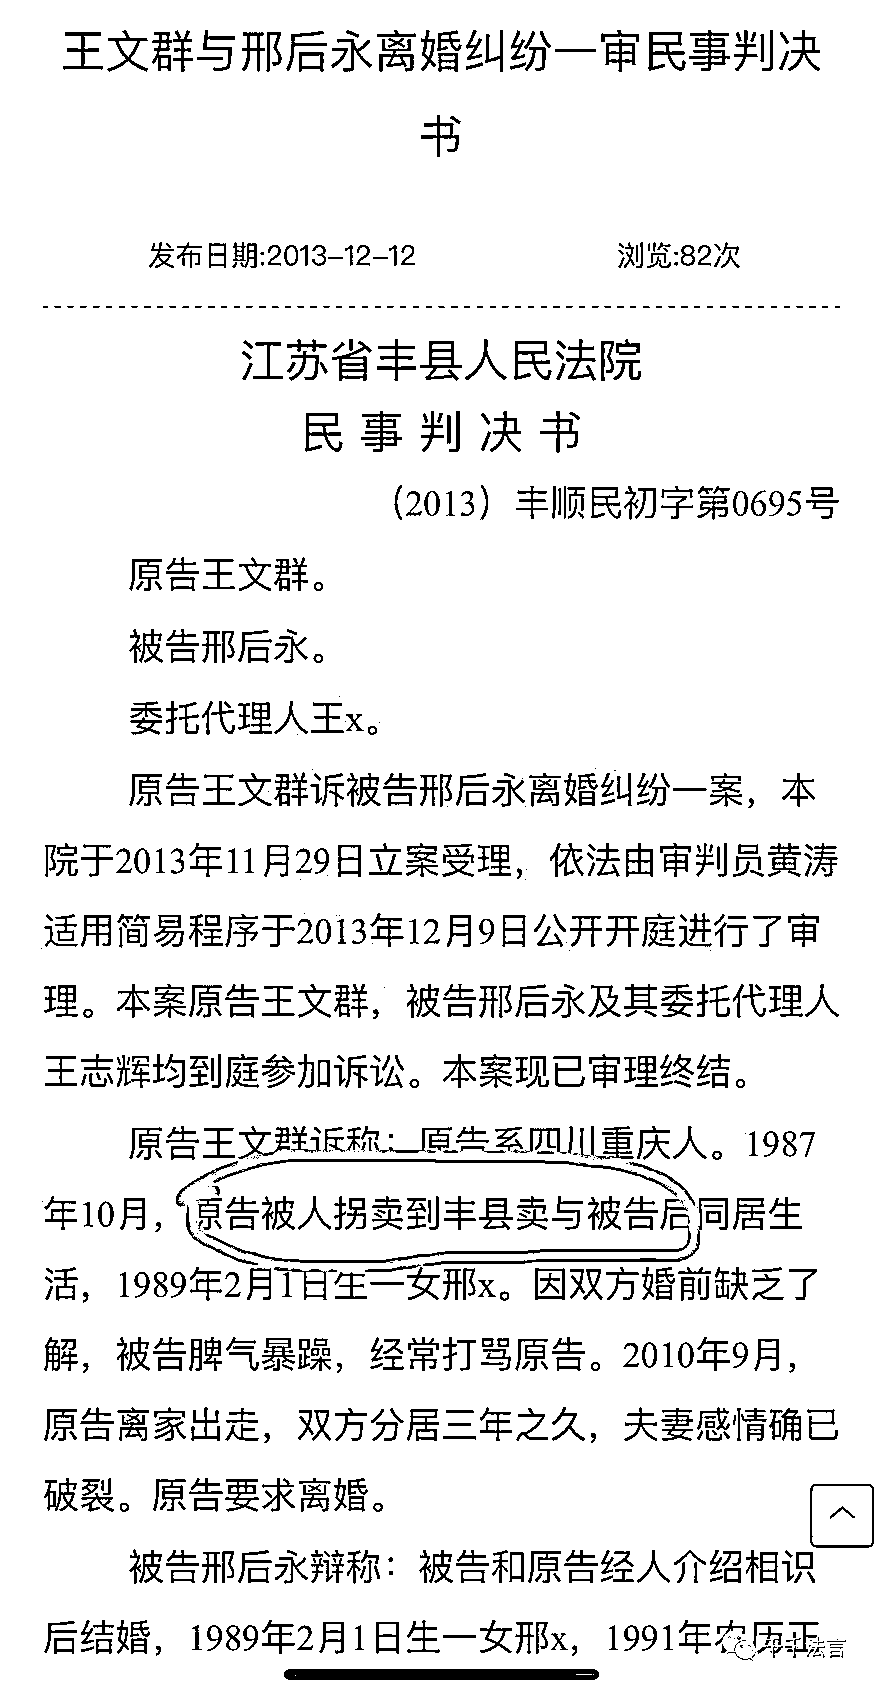 王文群与邢后永离婚纠纷一审民事判决
书
发布日期:2013-12-12 浏览:82次
江苏省丰县人民法院
民事判决书
（2013）丰顺民初字第0695号
原告王文群。
被告邢后永。
委托代理人王x。
原告王文群诉被告邢后永离婚纠纷一案，本
院于2013年11月29日立案受理，依法由审判员黄涛
适用简易程序于2013年12月9日公开开庭进行了审
理。本案原告王文群，被告邢后永及其委托代理人
王志辉均到庭参加诉讼。本案现已审理终结。
原告王文群诉称：原告系四川重庆人。1987
年10月，原告被人拐卖到丰县卖与被告后同居生
活，1989年2月1日生一女邢x。因双方婚前缺乏了
解，被告脾气暴躁，经常打骂原告。2010年9月，
原告离家出走，双方分居三年之久，夫妻感情确已
破裂。原告要求离婚。
被告邢后永辩称：被告和原告经人介绍相识
后结婚，1989年2月1日生一女邢x，1991年农历正
法言